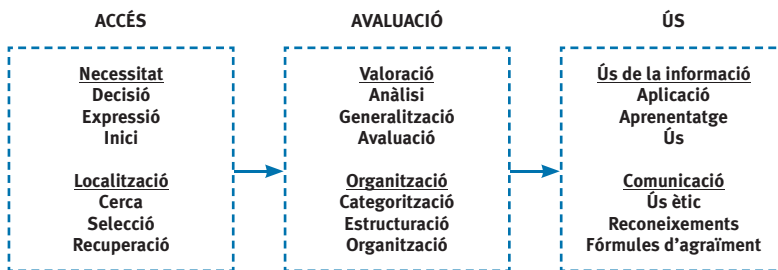 ACCÉS
Necessitat
Decisió
Expressió
Inici
Localització
Cerca
Selecció
Recuperació
AVALUACIÓ
Valoració
Anàlisi
Generalització
Avaluació
Organització
Categorització
Estructuració
Organització
ÚS
Ús de la informació
Aplicació
Aprenentatge
Ús
Comunicació
Ús ètic
Reconeixements
Fórmules d’agraïment